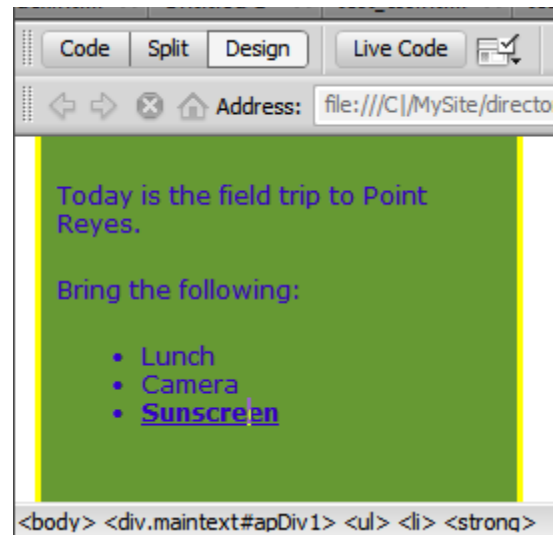 Code Split Design Live Code
Address: file:///C|/MySite/directo
Today is the field trip to Point
Reyes.
Bring the following:
• Lunch
• Camera
• Sunscreen
<body> <div.maintext#apDiv1> <ul> <li> <strong>